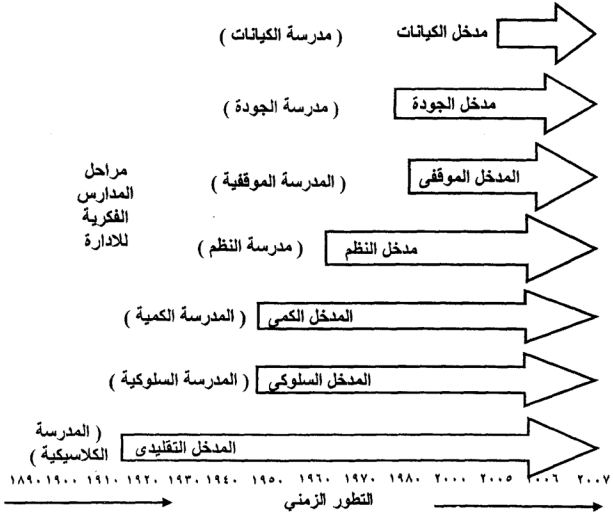 مدخل الكيانات ( مدرسة الكيانات )
مدخل الجودة ( مدرسة الجودة )
المدخل الموقفى ( المدرسة الموقفية )
مراحل
المدارس
الفكرية
للادارة
مدخل النظم ( مدرسة النظم )
المدخل الكمي ( المدرسة الكمية )
المدخل السلوكي ( المدرسة السلوكية )
المدخل التقليدى ( المدرسة
الكلاسيكية )
١٨٩٠ ١٩٠٠ ١٩١٠ ١٩٢٠ ١٩٣٠ ١٩٤٠ ١٩٥٠ ١٩٦٠ ١٩٧٠ ١٩٨٠ ٢٠٠٠ ٢٠٠٥ ٢٠٠٦ ٢٠٠٧
التطور الزمني